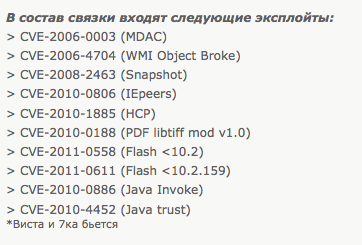 В состав связки входят следующие эксплойты:
> CVE-2006-0003 (MDAC)
> CVE-2006-4704 (WMI Object Broke)
> CVE-2008-2463 (Snapshot)
> CVE-2010-0806 (IEpeers)
> CVE-2010-1885 (HCP)
> CVE-2010-0188 (PDF libtiff mod v1.0)
> CVE-2011-0558 (Flash <10.2)
> CVE-2011-0611 (Flash <10.2.159)
> CVE-2010-0886 (Java Invoke)
> CVE-2010-4452 (Java trust)
*Виста и 7ка бьется